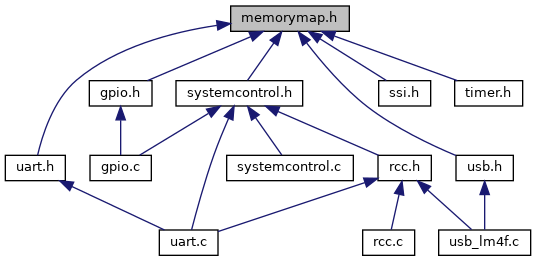 memorymap.h
gpio.h
systemcontrol.h
ssi.h
timer.h
uart.h
gpio.c
systemcontrol.c
rcc.h
usb.h
uart.c
rcc.c
usb_lm4f.c